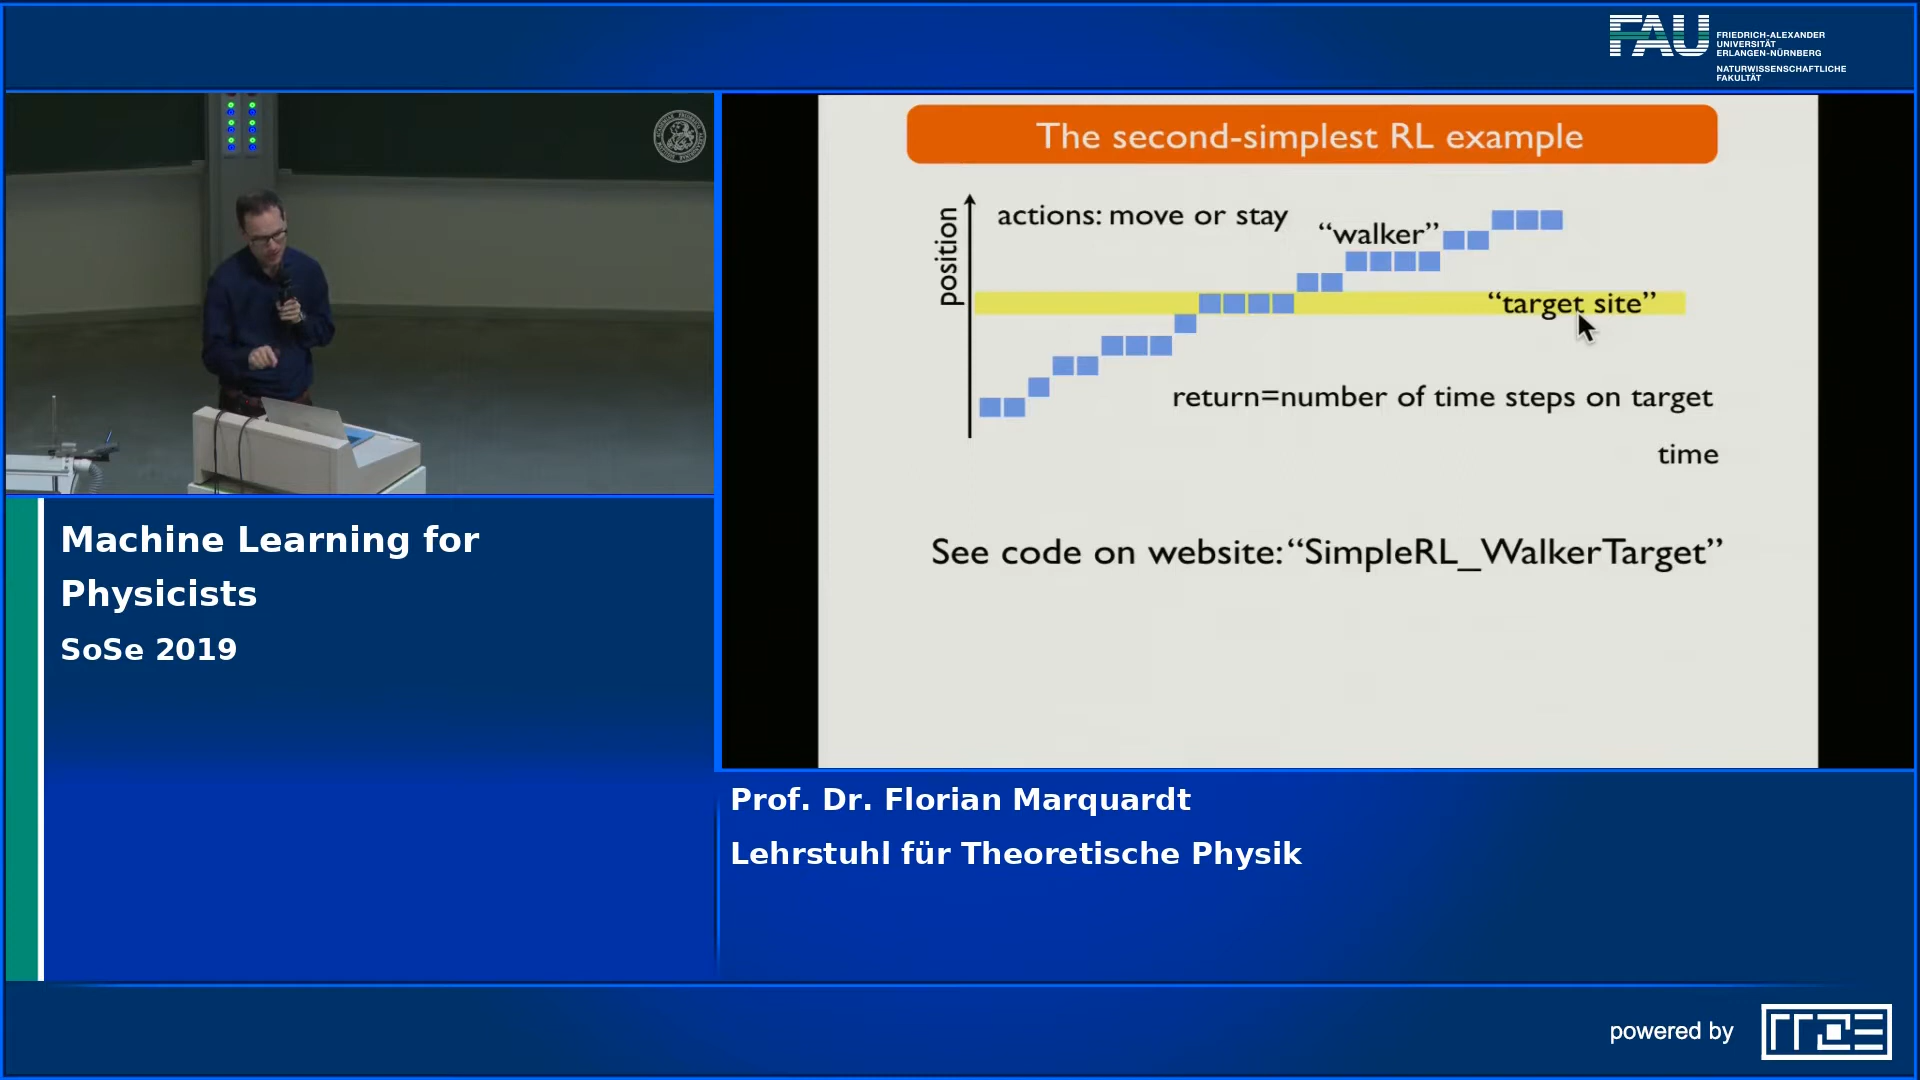 FAU
FRIEDRICH-ALEXANDER
UNIVERSITÄT
ERLANGEN-NÜRNBERG
NATURWISSENSCHAFTLICHE
FAKULTÄT
The second-simplest RL example
position
actions: move or stay
“walker”
“target site”
return=number of time steps on target
time
See code on website: “SimpleRL_WalkerTarget”
Machine Learning for
Physicists
SoSe 2019
Prof. Dr. Florian Marquardt
Lehrstuhl für Theoretische Physik
powered by
rrze